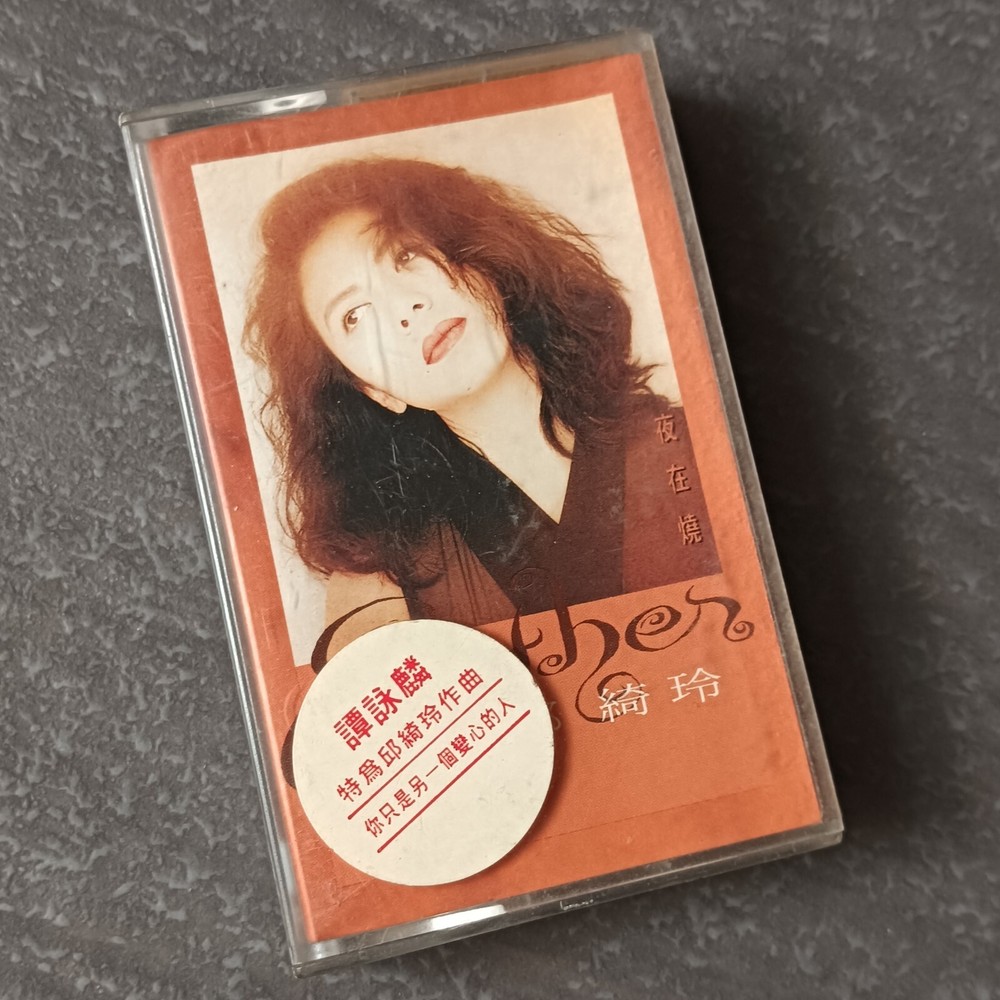 夜在燒
ther
綺玲
譚詠麟
特為邱綺玲作曲
你只是另一個變心的人